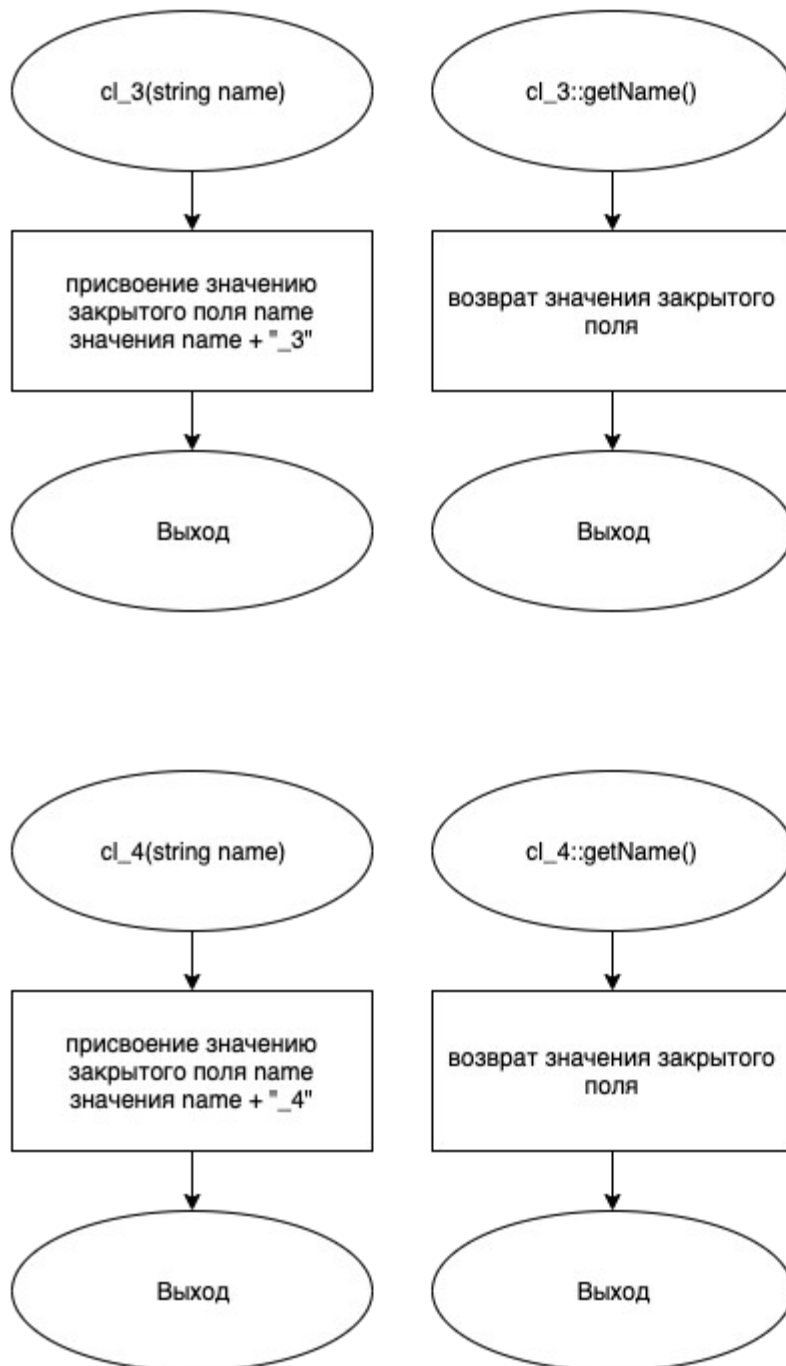 cl_3(string name)
cl_3::getName()
присвоение значению
закрытого поля name
значения name + "_3"
возврат значения закрытого
поля
Выход
Выход
cl_4(string name)
cl_4::getName()
присвоение значению
закрытого поля name
значения name + "_4"
возврат значения закрытого
поля
Выход
Выход